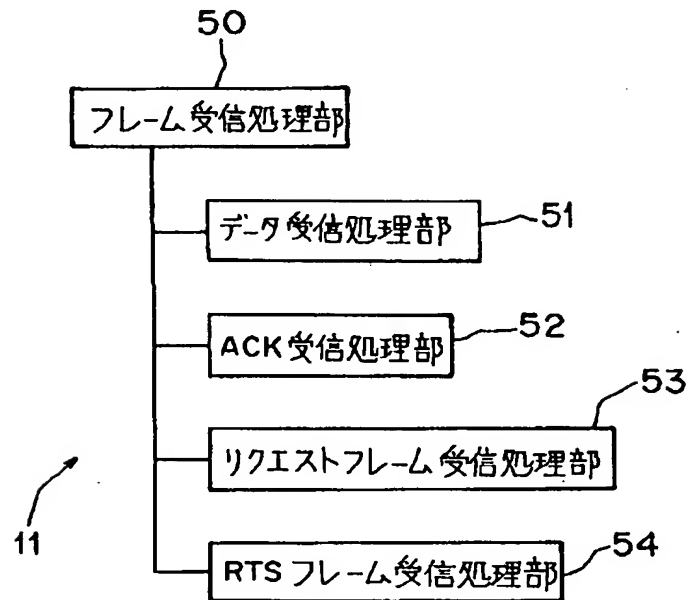 50
フレーム受信処理部
データ受信処理部
51
ACK受信処理部
52
リクエストフレーム受信処理部
53
RTSフレーム受信処理部
54
11